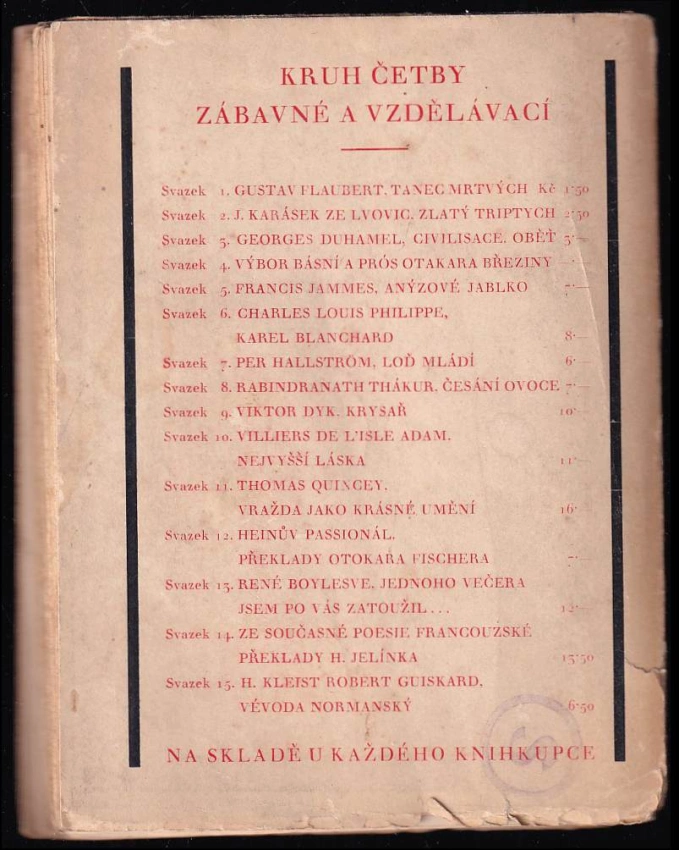 KRUH ČETBY
ZÁBAVNÉ A VZDĚLÁVACÍ
Svazek 1. GUSTAV FLAUBERT, TANEC MRTVÝCH Kč 1·50
Svazek 2. J. KARÁSEK ZE LVOVIC, ZLATÝ TRIPTYCH 2·50
Svazek 3. GEORGES DUHAMEL, CIVILISACE. OBĚŤ 5·—
Svazek 4. VÝBOR BÁSNÍ A PRÓS OTAKARA BŘEZINY
Svazek 5. FRANCIS JAMMES, ANÝZOVÉ JABLKO 7·—
Svazek 6. CHARLES LOUIS PHILIPPE,
KAREL BLANCHARD 8·—
Svazek 7. PER HALLSTRÖM, LOĎ MLÁDÍ 6·—
Svazek 8. RABINDRANATH THÁKUR, ČESÁNÍ OVOCE 7·—
Svazek 9. VIKTOR DYK, KRYSAŘ 10·—
Svazek 10. VILLIERS DE L'ISLE ADAM,
NEJVYŠŠÍ LÁSKA 11·—
Svazek 11. THOMAS QUINCEY,
VRAŽDA JAKO KRÁSNÉ UMĚNÍ 16·—
Svazek 12. HEINŮV PASSIONÁL,
PŘEKLADY OTOKARA FISCHERA 7·—
Svazek 13. RENÉ BOYLESVE, JEDNOHO VEČERA
JSEM PO VÁS ZATOUŽIL... 12·—
Svazek 14. ZE SOUČASNÉ POESIE FRANCOUZSKÉ
PŘEKLADY H. JELÍNKA 13·50
Svazek 15. H. KLEIST ROBERT GUISKARD,
VÉVODA NORMANSKÝ 6·50
NA SKLADĚ U KAŽDÉHO KNIHKUPCE